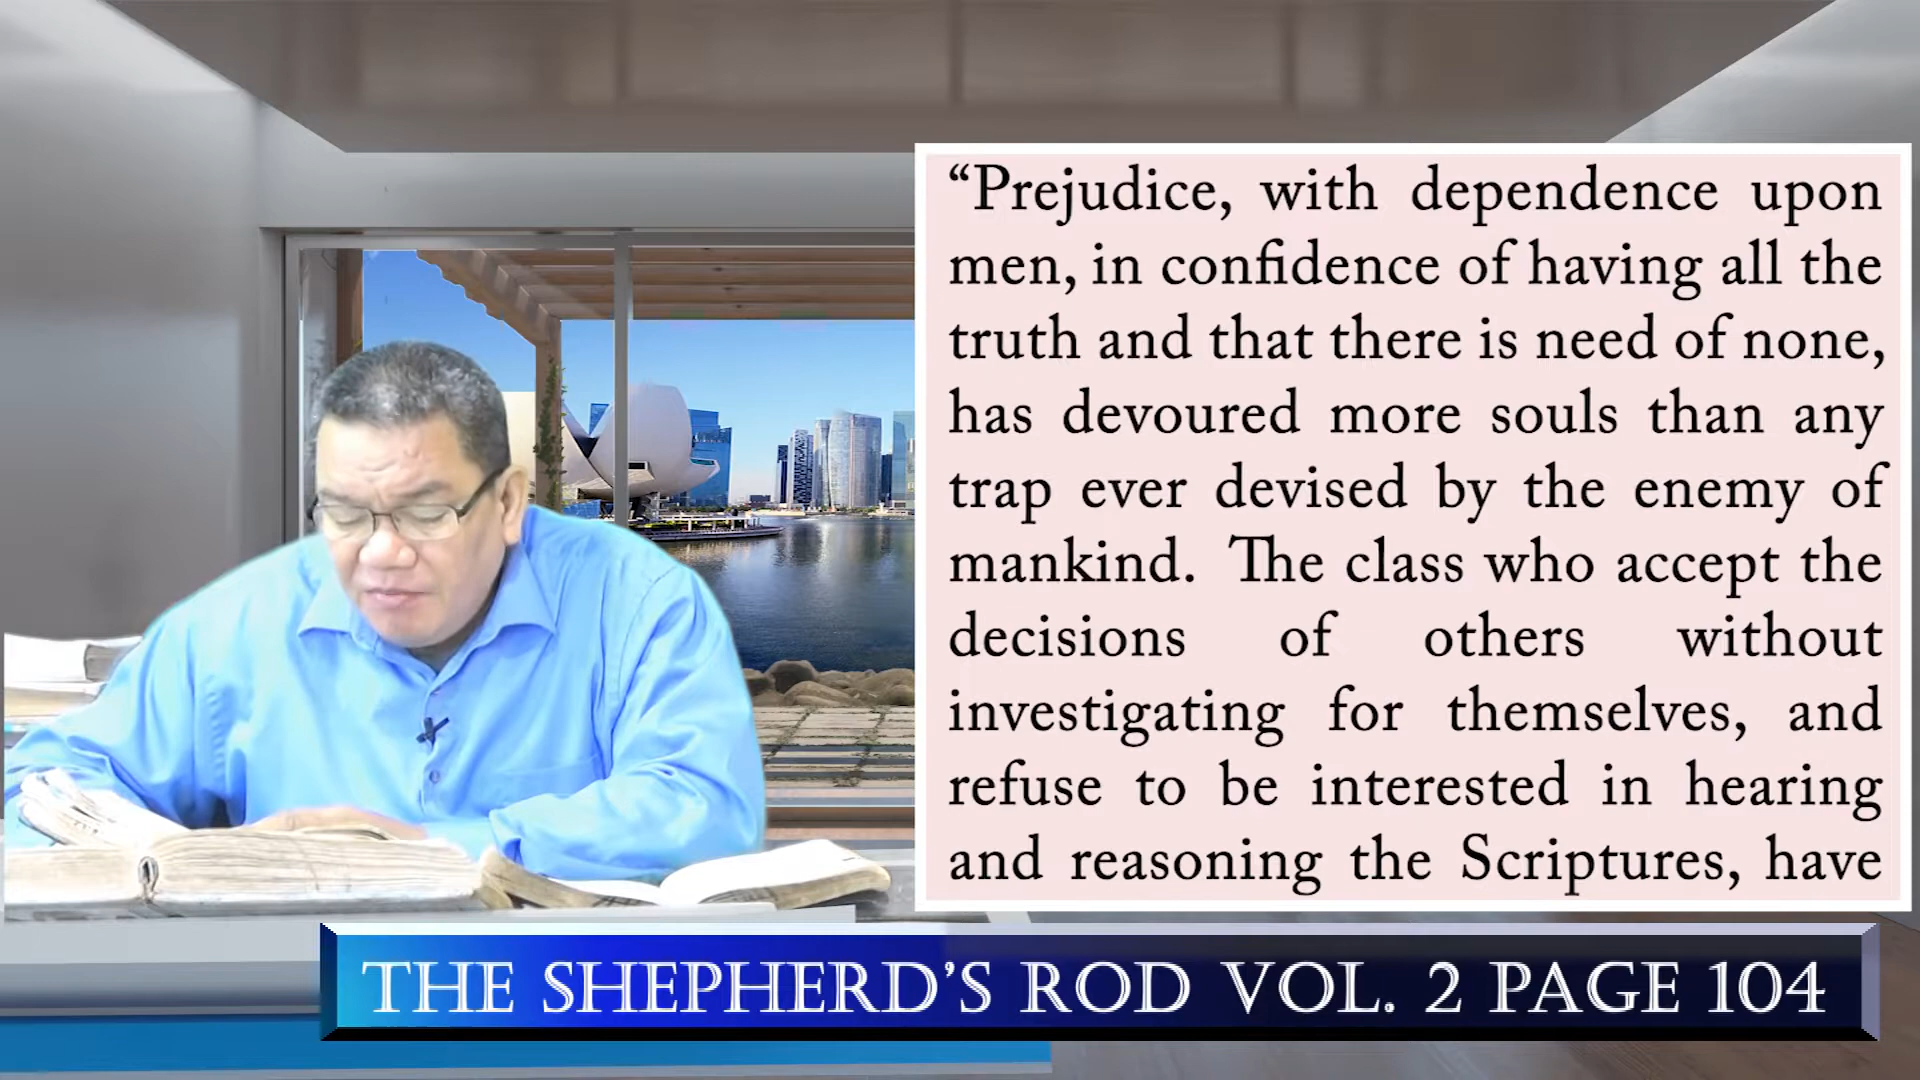 “Prejudice, with dependence upon
men, in confidence of having all the
truth and that there is need of none,
has devoured more souls than any
trap ever devised by the enemy of
mankind. The class who accept the
decisions of others without
investigating for themselves, and
refuse to be interested in hearing
and reasoning the Scriptures, have
THE SHEPHERD’S ROD VOL. 2 PAGE 104